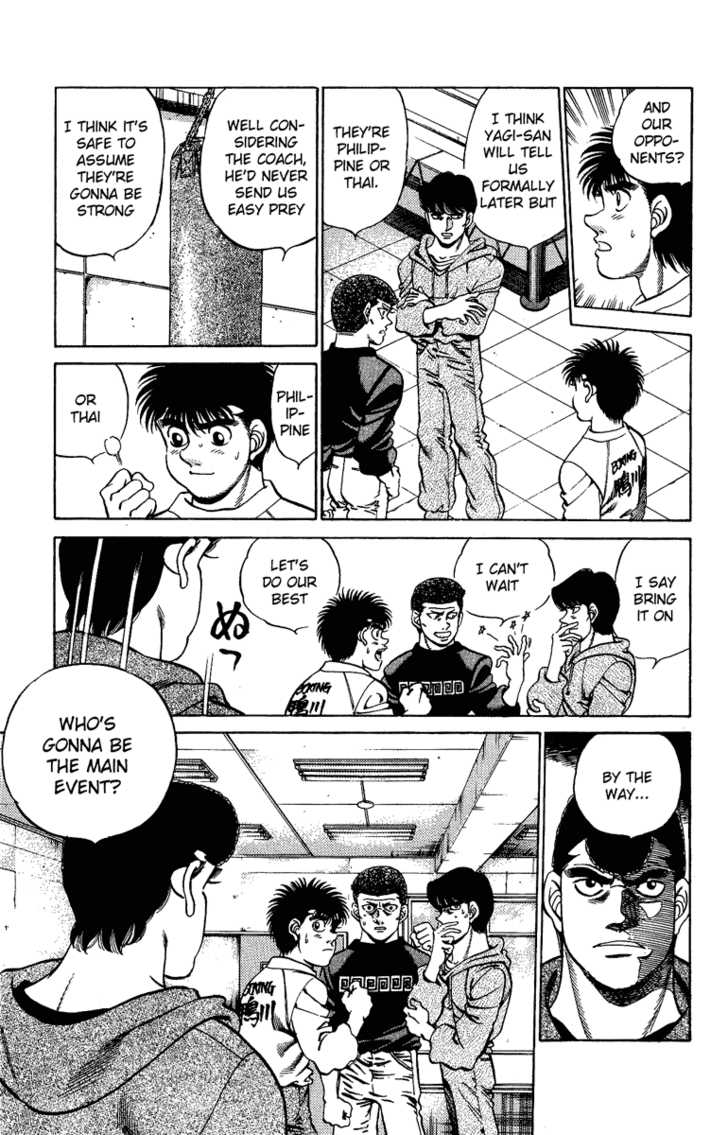 AND
OUR
OPPO-
NENTS?
I THINK
YAGI-SAN
WILL TELL
US
FORMALLY
LATER BUT
THEY'RE
PHILIP-
PINE OR
THAI.
BOXING
鴨川
WELL CON-
SIDERING
THE COACH,
HE'D NEVER
SEND US
EASY PREY
I THINK IT'S
SAFE TO
ASSUME
THEY'RE
GONNA BE
STRONG
PHIL-
IP-
PINE
OR
THAI
I SAY
BRING
IT ON
I CAN'T
WAIT
LET'S
DO OUR
BEST
BOXING
鴨川
ぬっ
BY THE
WAY...
WHO'S
GONNA BE
THE MAIN
EVENT?
BOXING
鴨川